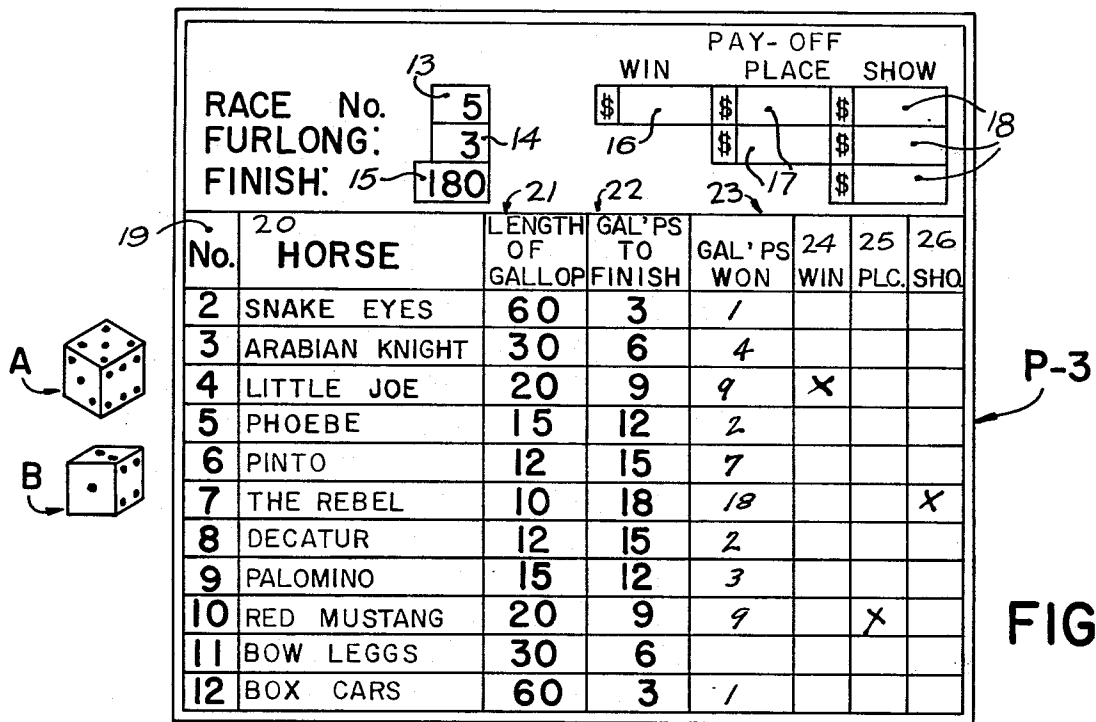 PAY-OFF
WIN PLACE SHOW
13
RACE No. 5 $ $ $ 18
FURLONG: 3 14 16 $ 17 $
FINISH: 15 180 $
21 22 23
19 20 LENGTH GAL'PS 24 25 26
No. HORSE OF TO GAL'PS
GALLOP FINISH WON WIN PLC. SHO.
2 SNAKE EYES 60 3 1
3 ARABIAN KNIGHT 30 6 4
A
4 LITTLE JOE 20 9 9 X
P-3
5 PHOEBE 15 12 2
6 PINTO 12 15 7
B
7 THE REBEL 10 18 18 X
8 DECATUR 12 15 2
9 PALOMINO 15 12 3
10 RED MUSTANG 20 9 9 X
FIG
11 BOW LEGGS 30 6
12 BOX CARS 60 3 1